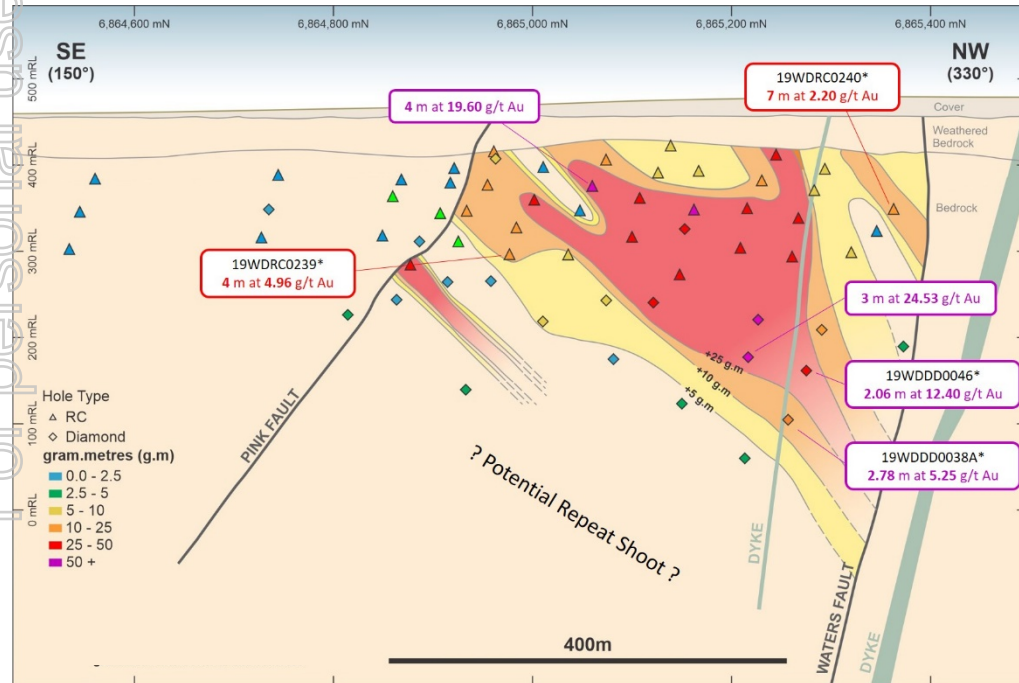 For personal use only
6,864,600 mN
6,864,800 mN
6,865,000 mN
6,865,200 mN
6,865,400 mN
SE
(150°)
NW
(330°)
500 mRL
400 mRL
300 mRL
200 mRL
100 mRL
0 mRL
4 m at 19.60 g/t Au
19WDRC0240*
7 m at 2.20 g/t Au
Cover
Weathered
Bedrock
Bedrock
19WDRC0239*
4 m at 4.96 g/t Au
3 m at 24.53 g/t Au
19WDDD0046*
2.06 m at 12.40 g/t Au
19WDDD0038A*
2.78 m at 5.25 g/t Au
+25 g.m
+10 g.m
+5 g.m
Hole Type
RC
Diamond
gram.metres (g.m)
0.0 - 2.5
2.5 - 5
5 - 10
10 - 25
25 - 50
50 +
PINK FAULT
? Potential Repeat Shoot ?
DYKE
WATERS FAULT
DYKE
400m